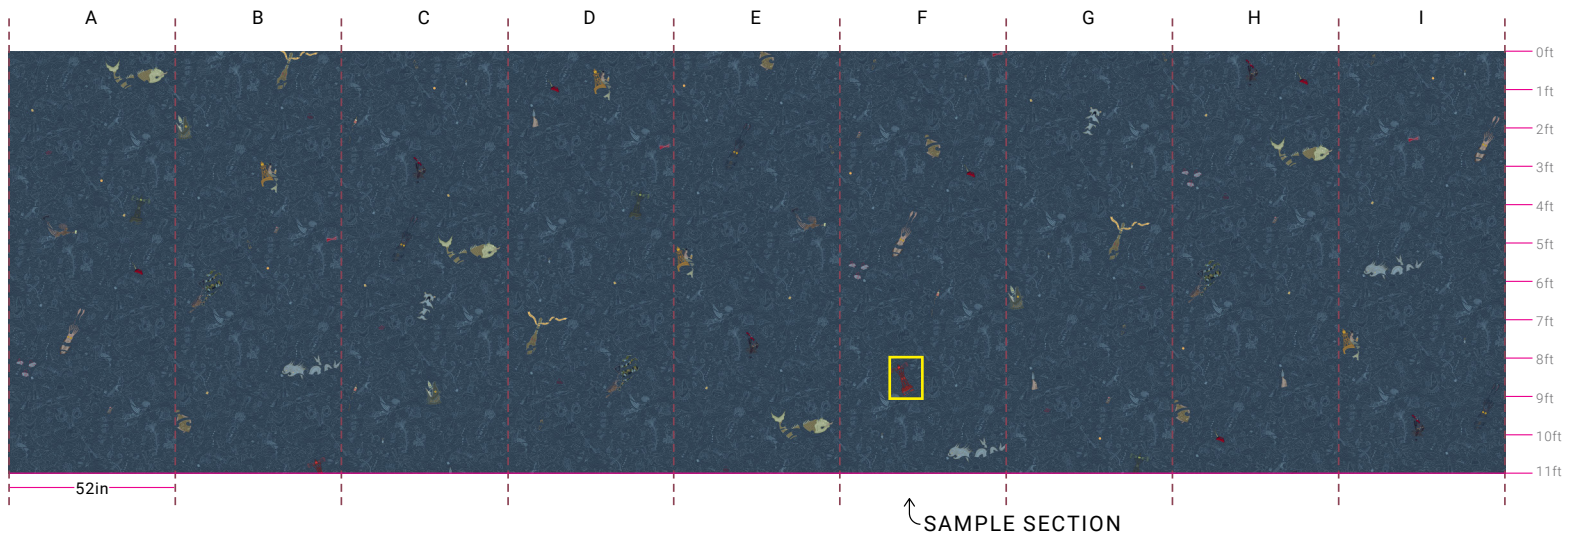 A B C D E F G H I
0ft
1ft
2ft
3ft
4ft
5ft
6ft
7ft
8ft
9ft
10ft
11ft
52in
SAMPLE SECTION